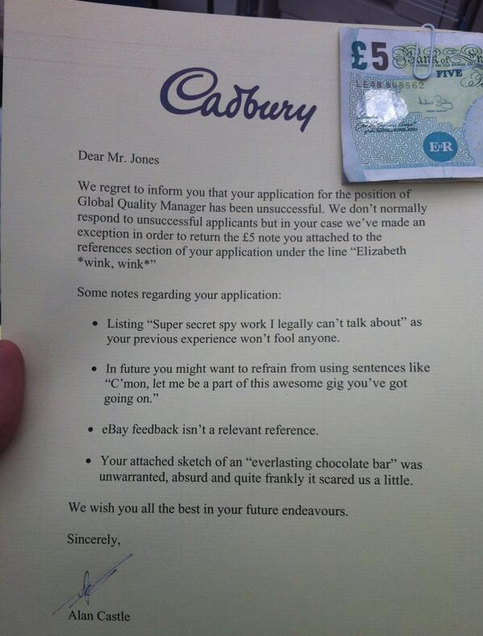 £5 Bank of
FIVE
LE48 898562
E·R
Cadbury
Dear Mr. Jones
We regret to inform you that your application for the position of
Global Quality Manager has been unsuccessful. We don’t normally
respond to unsuccessful applicants but in your case we’ve made an
exception in order to return the £5 note you attached to the
references section of your application under the line “Elizabeth
*wink, wink*”
Some notes regarding your application:
• Listing “Super secret spy work I legally can’t talk about” as
your previous experience won’t fool anyone.
• In future you might want to refrain from using sentences like
“C’mon, let me be a part of this awesome gig you’ve got
going on.”
• eBay feedback isn’t a relevant reference.
• Your attached sketch of an “everlasting chocolate bar” was
unwarranted, absurd and quite frankly it scared us a little.
We wish you all the best in your future endeavours.
Sincerely,
Alan Castle